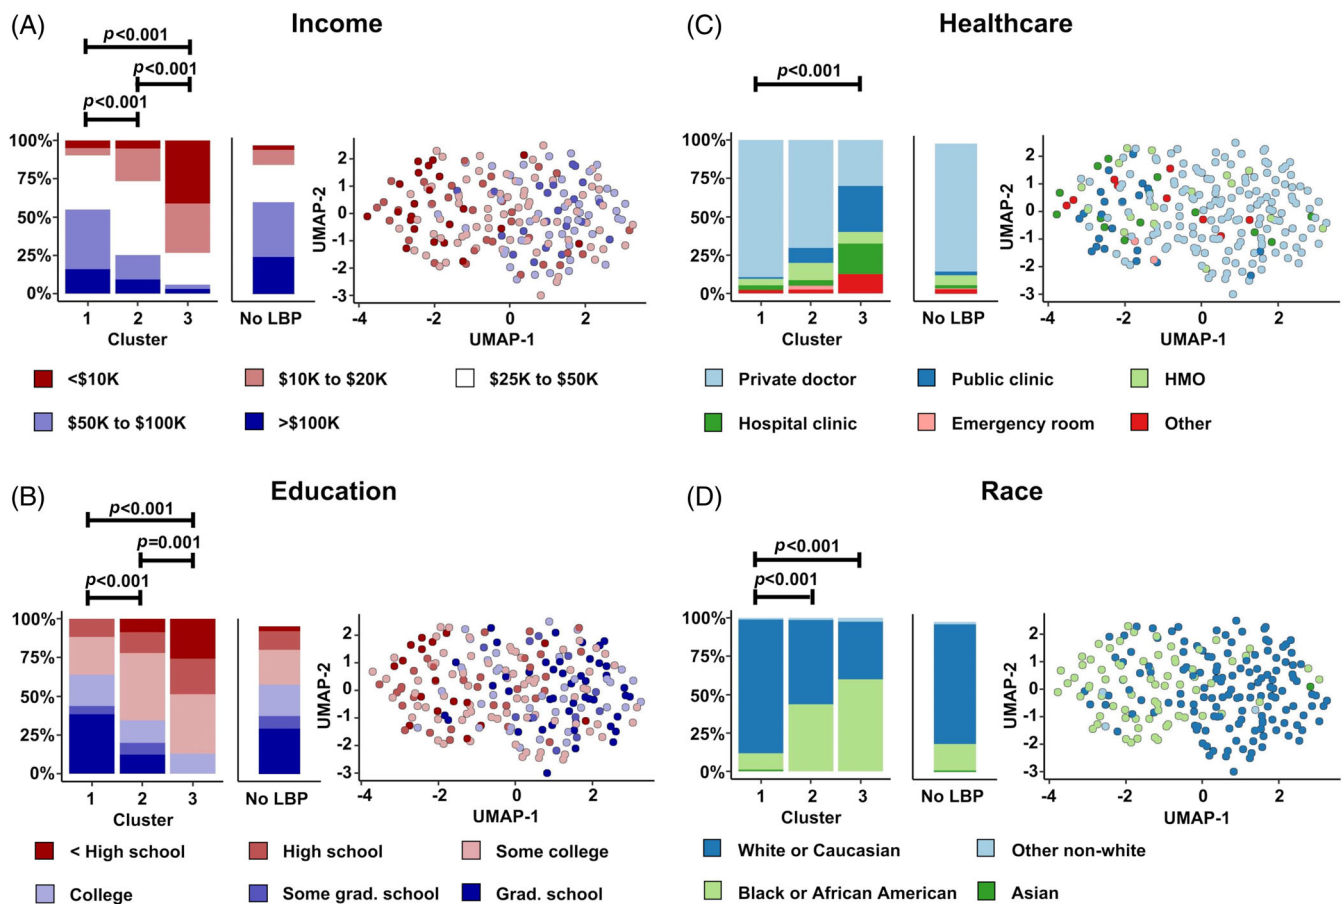 (A)
Income
p<0.001
p<0.001
p<0.001
100%
75%
50%
25%
0%
1 2 3
Cluster
No LBP
UMAP-2
2
1
0
-1
-2
-3
-4 -2 0 2
UMAP-1
<$10K
$10K to $20K
$25K to $50K
$50K to $100K
>$100K
(C)
Healthcare
p<0.001
100%
75%
50%
25%
0%
1 2 3
Cluster
No LBP
UMAP-2
2
1
0
-1
-2
-3
-4 -2 0 2
UMAP-1
Private doctor
Public clinic
HMO
Hospital clinic
Emergency room
Other
(B)
Education
p<0.001
p=0.001
p<0.001
100%
75%
50%
25%
0%
1 2 3
Cluster
No LBP
UMAP-2
2
1
0
-1
-2
-3
-4 -2 0 2
UMAP-1
< High school
High school
Some college
College
Some grad. school
Grad. school
(D)
Race
p<0.001
p<0.001
100%
75%
50%
25%
0%
1 2 3
Cluster
No LBP
UMAP-2
2
1
0
-1
-2
-3
-4 -2 0 2
UMAP-1
White or Caucasian
Other non-white
Black or African American
Asian